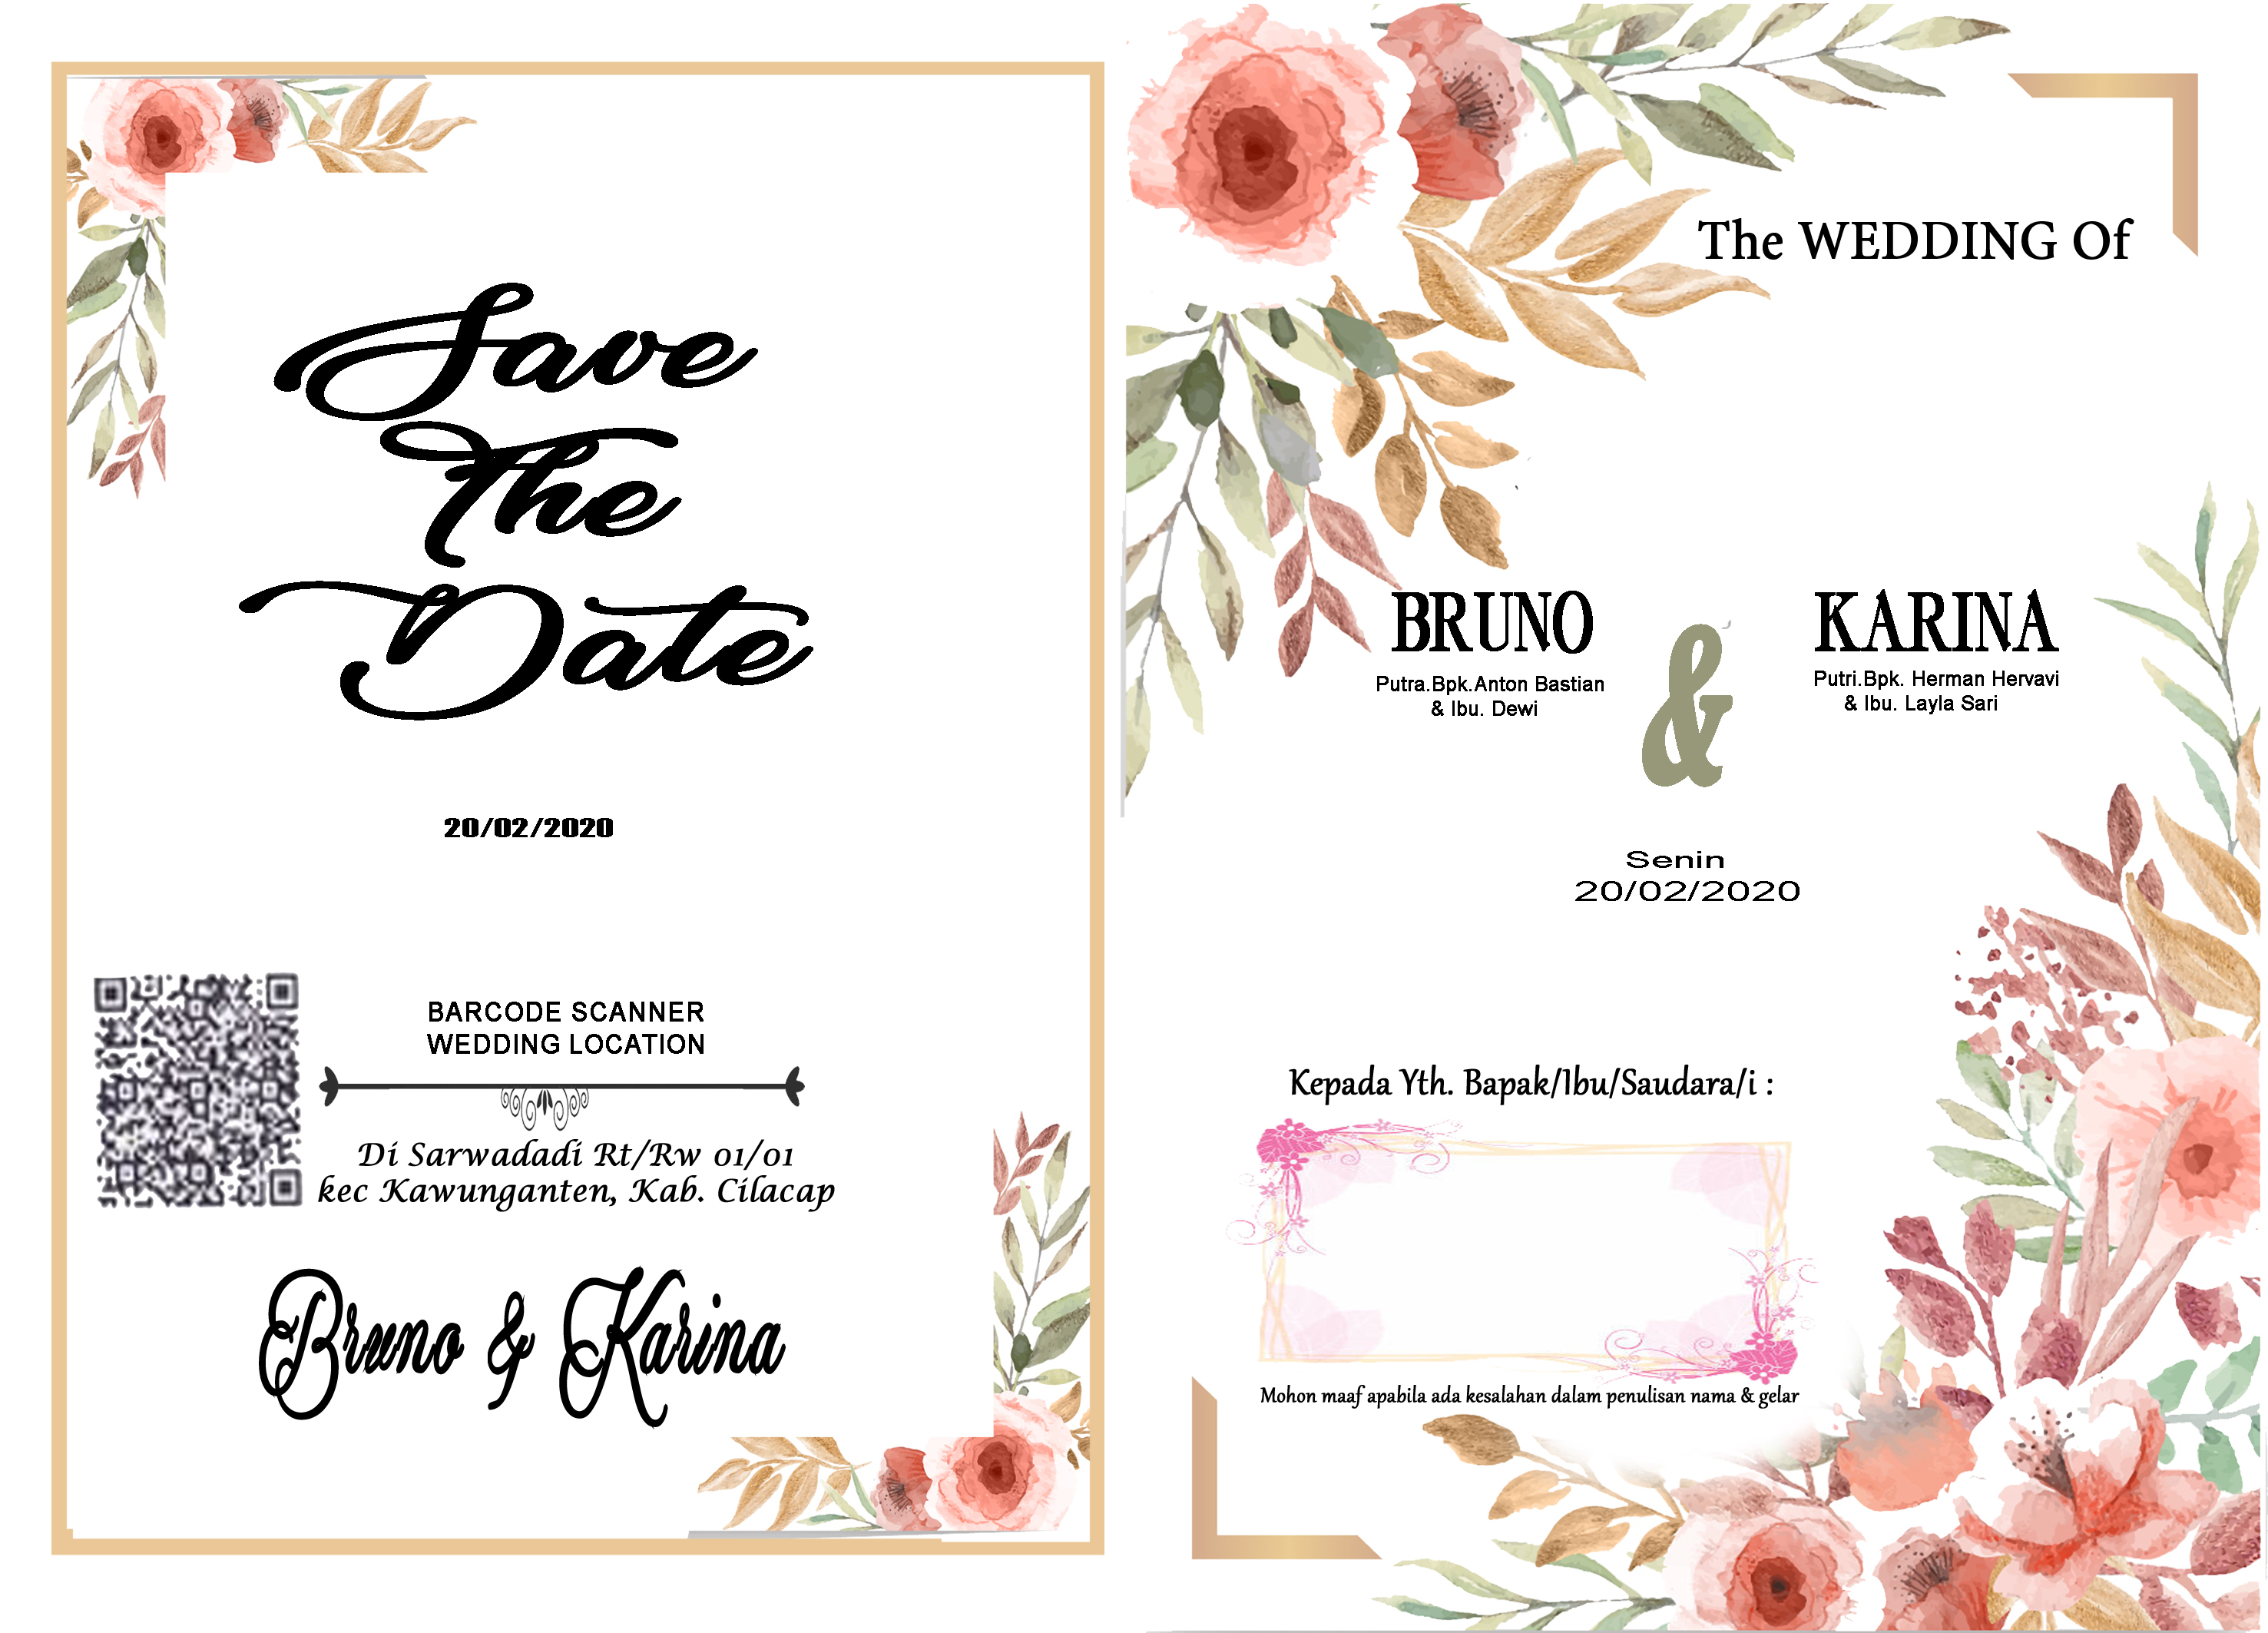 Save
The
Date
20/02/2020
BARCODE SCANNER
WEDDING LOCATION
Di Sarwadadi Rt/Rw 01/01
kec Kawunganten, Kab. Cilacap
Bruno & Karina
The WEDDING Of
BRUNO
Putra.Bpk.Anton Bastian
& Ibu. Dewi
&
KARINA
Putri.Bpk. Herman Hervavi
& Ibu. Layla Sari
Senin
20/02/2020
Kepada Yth. Bapak/Ibu/Saudara/i :
Mohon maaf apabila ada kesalahan dalam penulisan nama & gelar